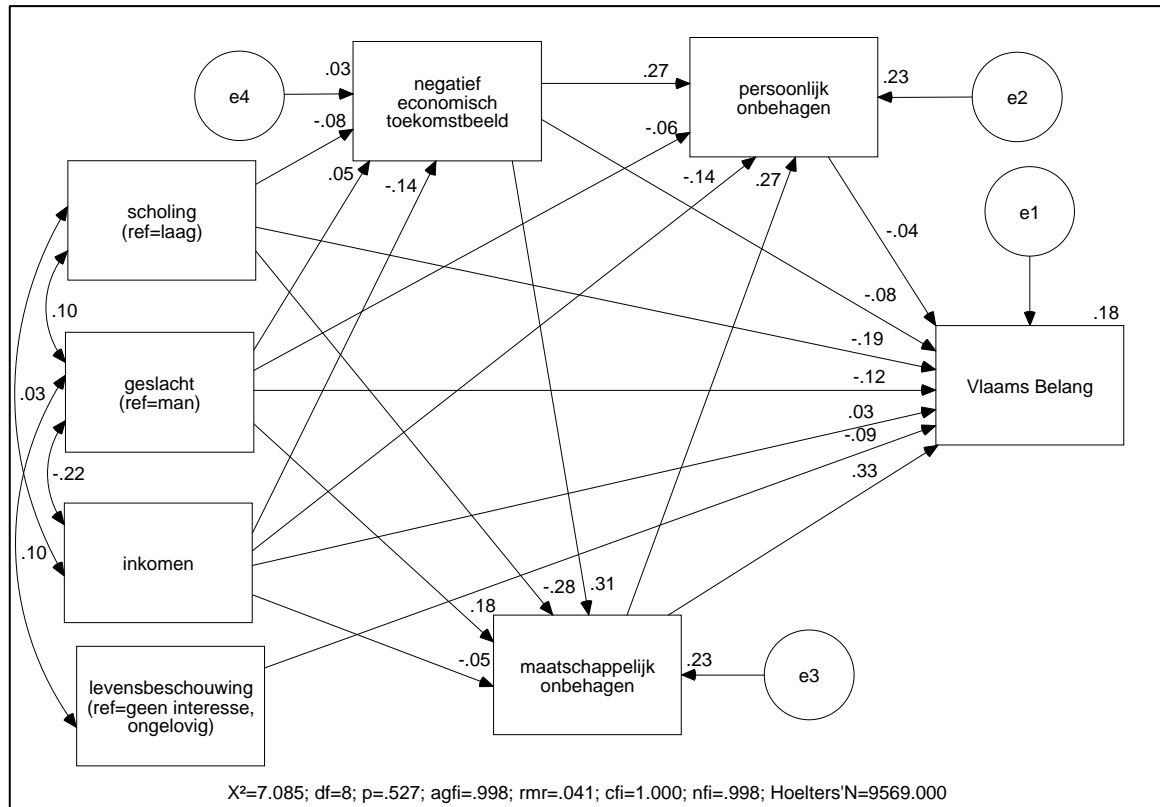 .03
negatief
economisch
toekomstbeeld
e4
.27
persoonlijk
onbehagen
.23
e2
-.08
.05
-.14
-.06
-.14
.27
scholing
(ref=laag)
e1
-.04
.10
-.08
.18
-.19
geslacht
(ref=man)
-.12
Vlaams Belang
.03
.03
-.09
-.22
.33
.10
inkomen
-.28
.31
.18
-.05
maatschappelijk
onbehagen
.23
e3
levensbeschouwing
(ref=geen interesse,
ongelovig)
X²=7.085; df=8; p=.527; agfi=.998; rmr=.041; cfi=1.000; nfi=.998; Hoelters'N=9569.000